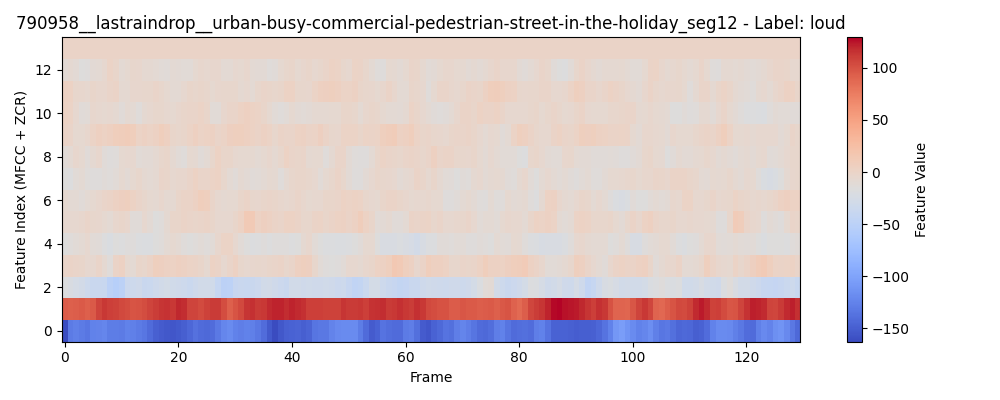 790958__lastraindrop__urban-busy-commercial-pedestrian-street-in-the-holiday_seg12 - Label: loud
Feature Index (MFCC + ZCR)
12
10
8
6
4
2
0
0 20 40 60 80 100 120
Frame
100
50
0
−50
−100
−150
Feature Value